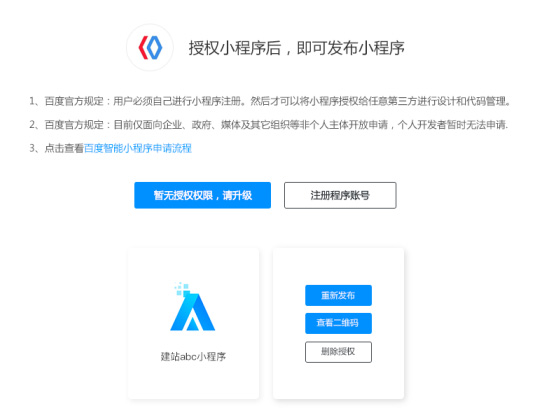 授权小程序后，即可发布小程序
1、百度官方规定：用户必须自己进行小程序注册。然后才可以将小程序授权给任意第三方进行设计和代码管理。
2、百度官方规定：目前仅面向企业、政府、媒体及其它组织等非个人主体开放申请，个人开发者暂时无法申请.
3、点击查看百度智能小程序申请流程
暂无授权权限，请升级
注册程序账号
重新发布
查看二维码
删除授权
建站abc小程序